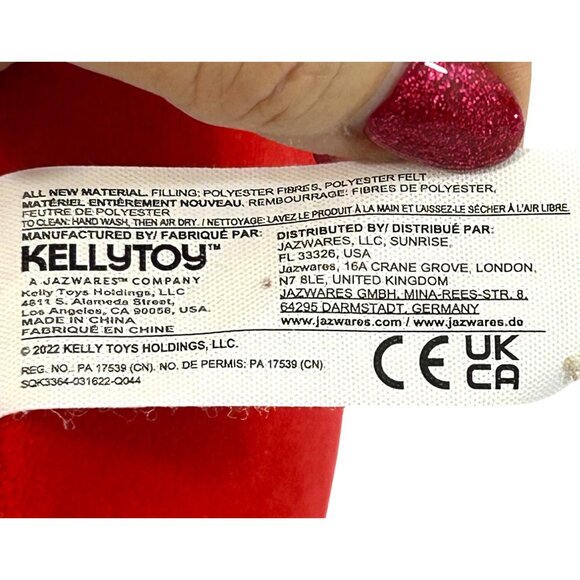 ALL NEW MATERIAL. FILLING: POLYESTER FIBRES, POLYESTER FELT
MATÉRIEL ENTIÈREMENT NOUVEAU. REMBOURRAGE: FIBRES DE POLYESTER,
FEUTRE DE POLYESTER
TO CLEAN: HAND WASH, THEN AIR DRY. / NETTOYAGE: LAVEZ LE PRODUIT À LA MAIN ET LAISSEZ-LE SÉCHER À L'AIR LIBRE.
MANUFACTURED BY/ FABRIQUÉ PAR:
KELLYTOY™
A JAZWARES™ COMPANY
Kelly Toys Holdings, LLC
4811 S. Alameda Street,
Los Angeles, CA 90058, USA.
MADE IN CHINA
FABRIQUÉ EN CHINE
DISTRIBUTED BY/ DISTRIBUÉ PAR:
JAZWARES, LLC, SUNRISE,
FL 33326, USA
Jazwares, 16A CRANE GROVE, LONDON,
N7 8LE, UNITED KINGDOM
JAZWARES GMBH, MINA-REES-STR. 8,
64295 DARMSTADT, GERMANY
www.jazwares.com / www.jazwares.de
© 2022 KELLY TOYS HOLDINGS, LLC.
REG. NO.: PA 17539 (CN). NO. DE PERMIS: PA 17539 (CN)
SQK3364-031622-Q044
CE
UK
CA